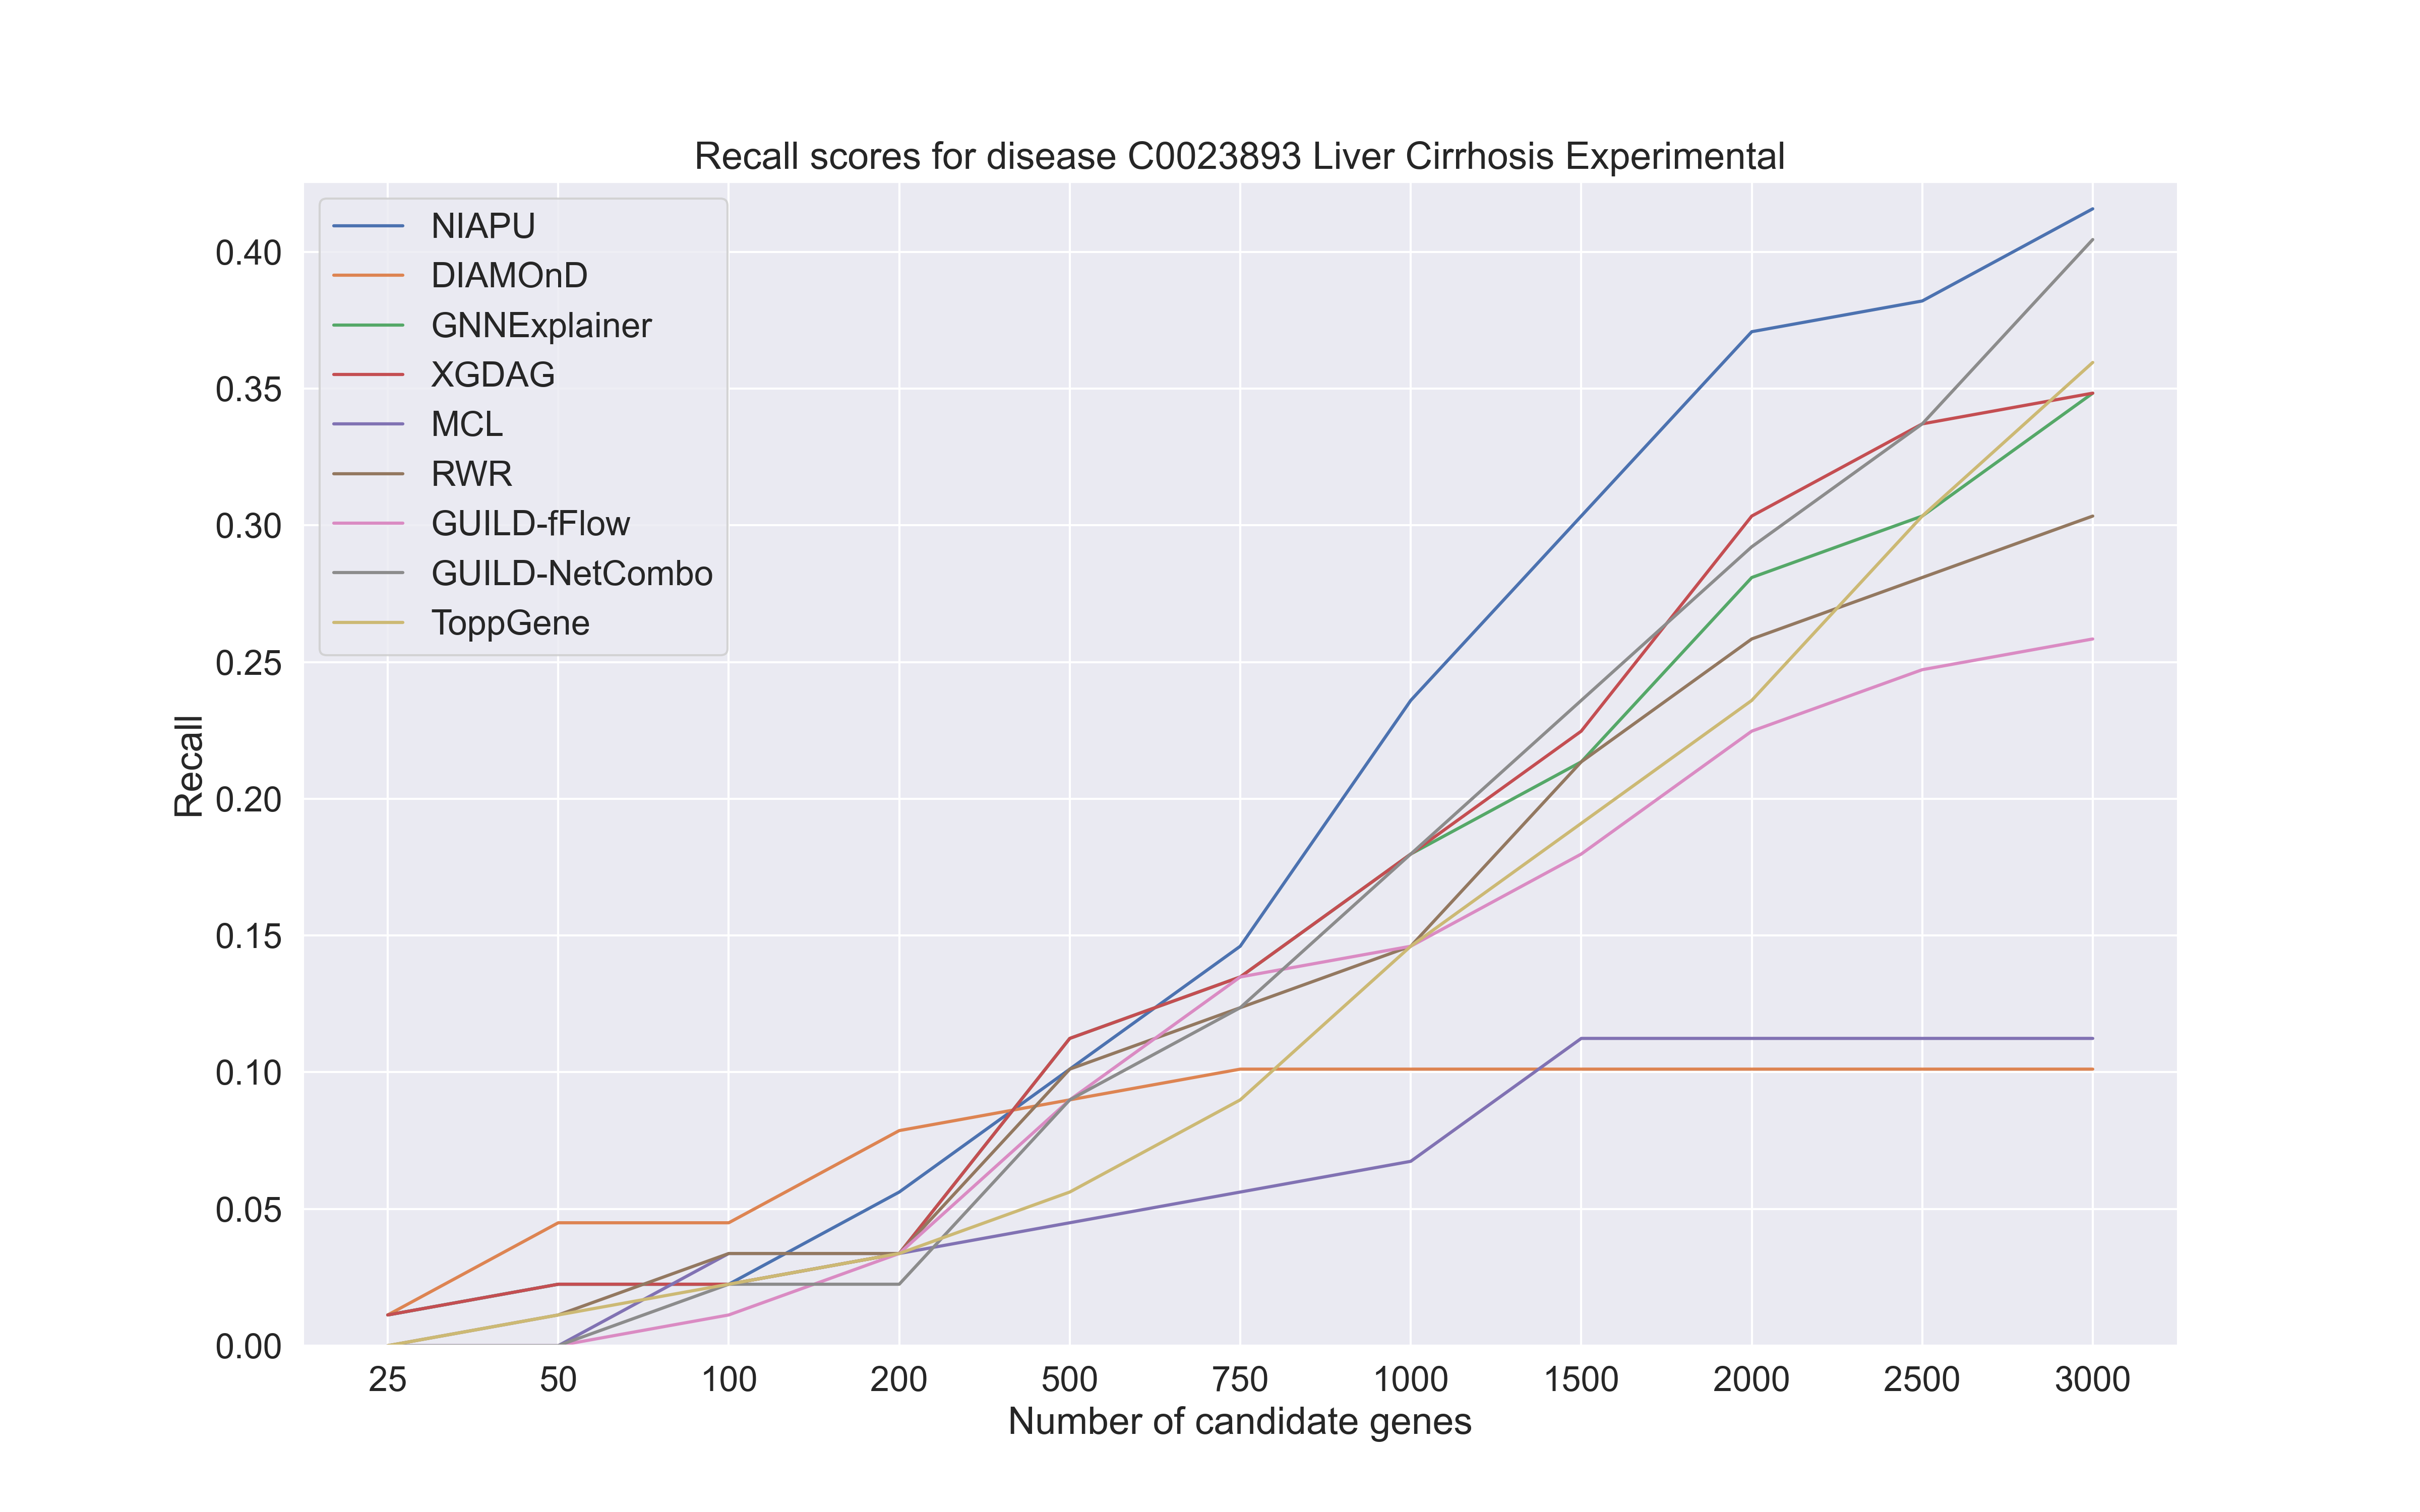 Recall scores for disease C0023893 Liver Cirrhosis Experimental
NIAPU
DIAMOnD
GNNExplainer
XGDAG
MCL
RWR
GUILD-fFlow
GUILD-NetCombo
ToppGene
Recall
0.40
0.35
0.30
0.25
0.20
0.15
0.10
0.05
0.00
25 50 100 200 500 750 1000 1500 2000 2500 3000
Number of candidate genes